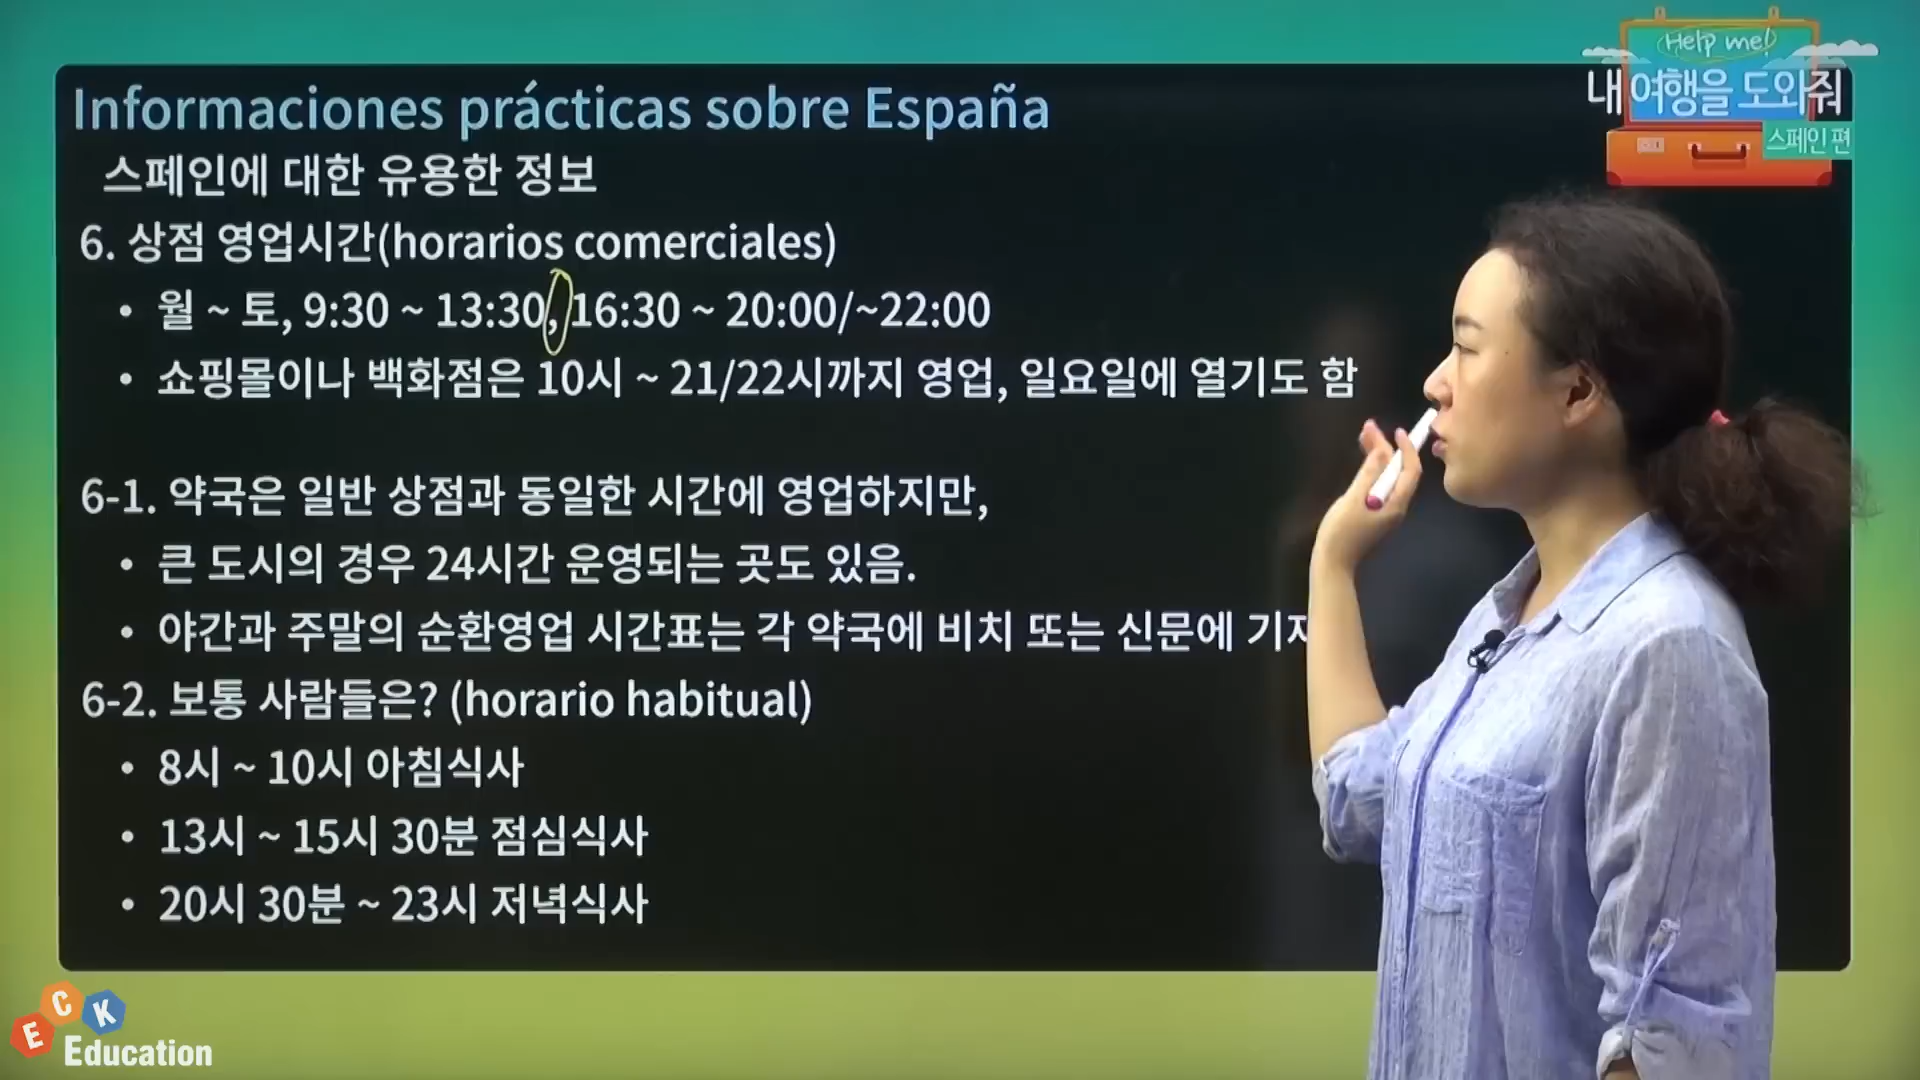 Help me!
내 여행을 도와줘
스페인 편
Informaciones prácticas sobre España
스페인에 대한 유용한 정보
6. 상점 영업시간(horarios comerciales)
• 월 ~ 토, 9:30 ~ 13:30, 16:30 ~ 20:00/~22:00
• 쇼핑몰이나 백화점은 10시 ~ 21/22시까지 영업, 일요일에 열기도 함
6-1. 약국은 일반 상점과 동일한 시간에 영업하지만,
• 큰 도시의 경우 24시간 운영되는 곳도 있음.
• 야간과 주말의 순환영업 시간표는 각 약국에 비치 또는 신문에
6-2. 보통 사람들은? (horario habitual)
• 8시 ~ 10시 아침식사
• 13시 ~ 15시 30분 점심식사
• 20시 30분 ~ 23시 저녁식사
ECK
Education